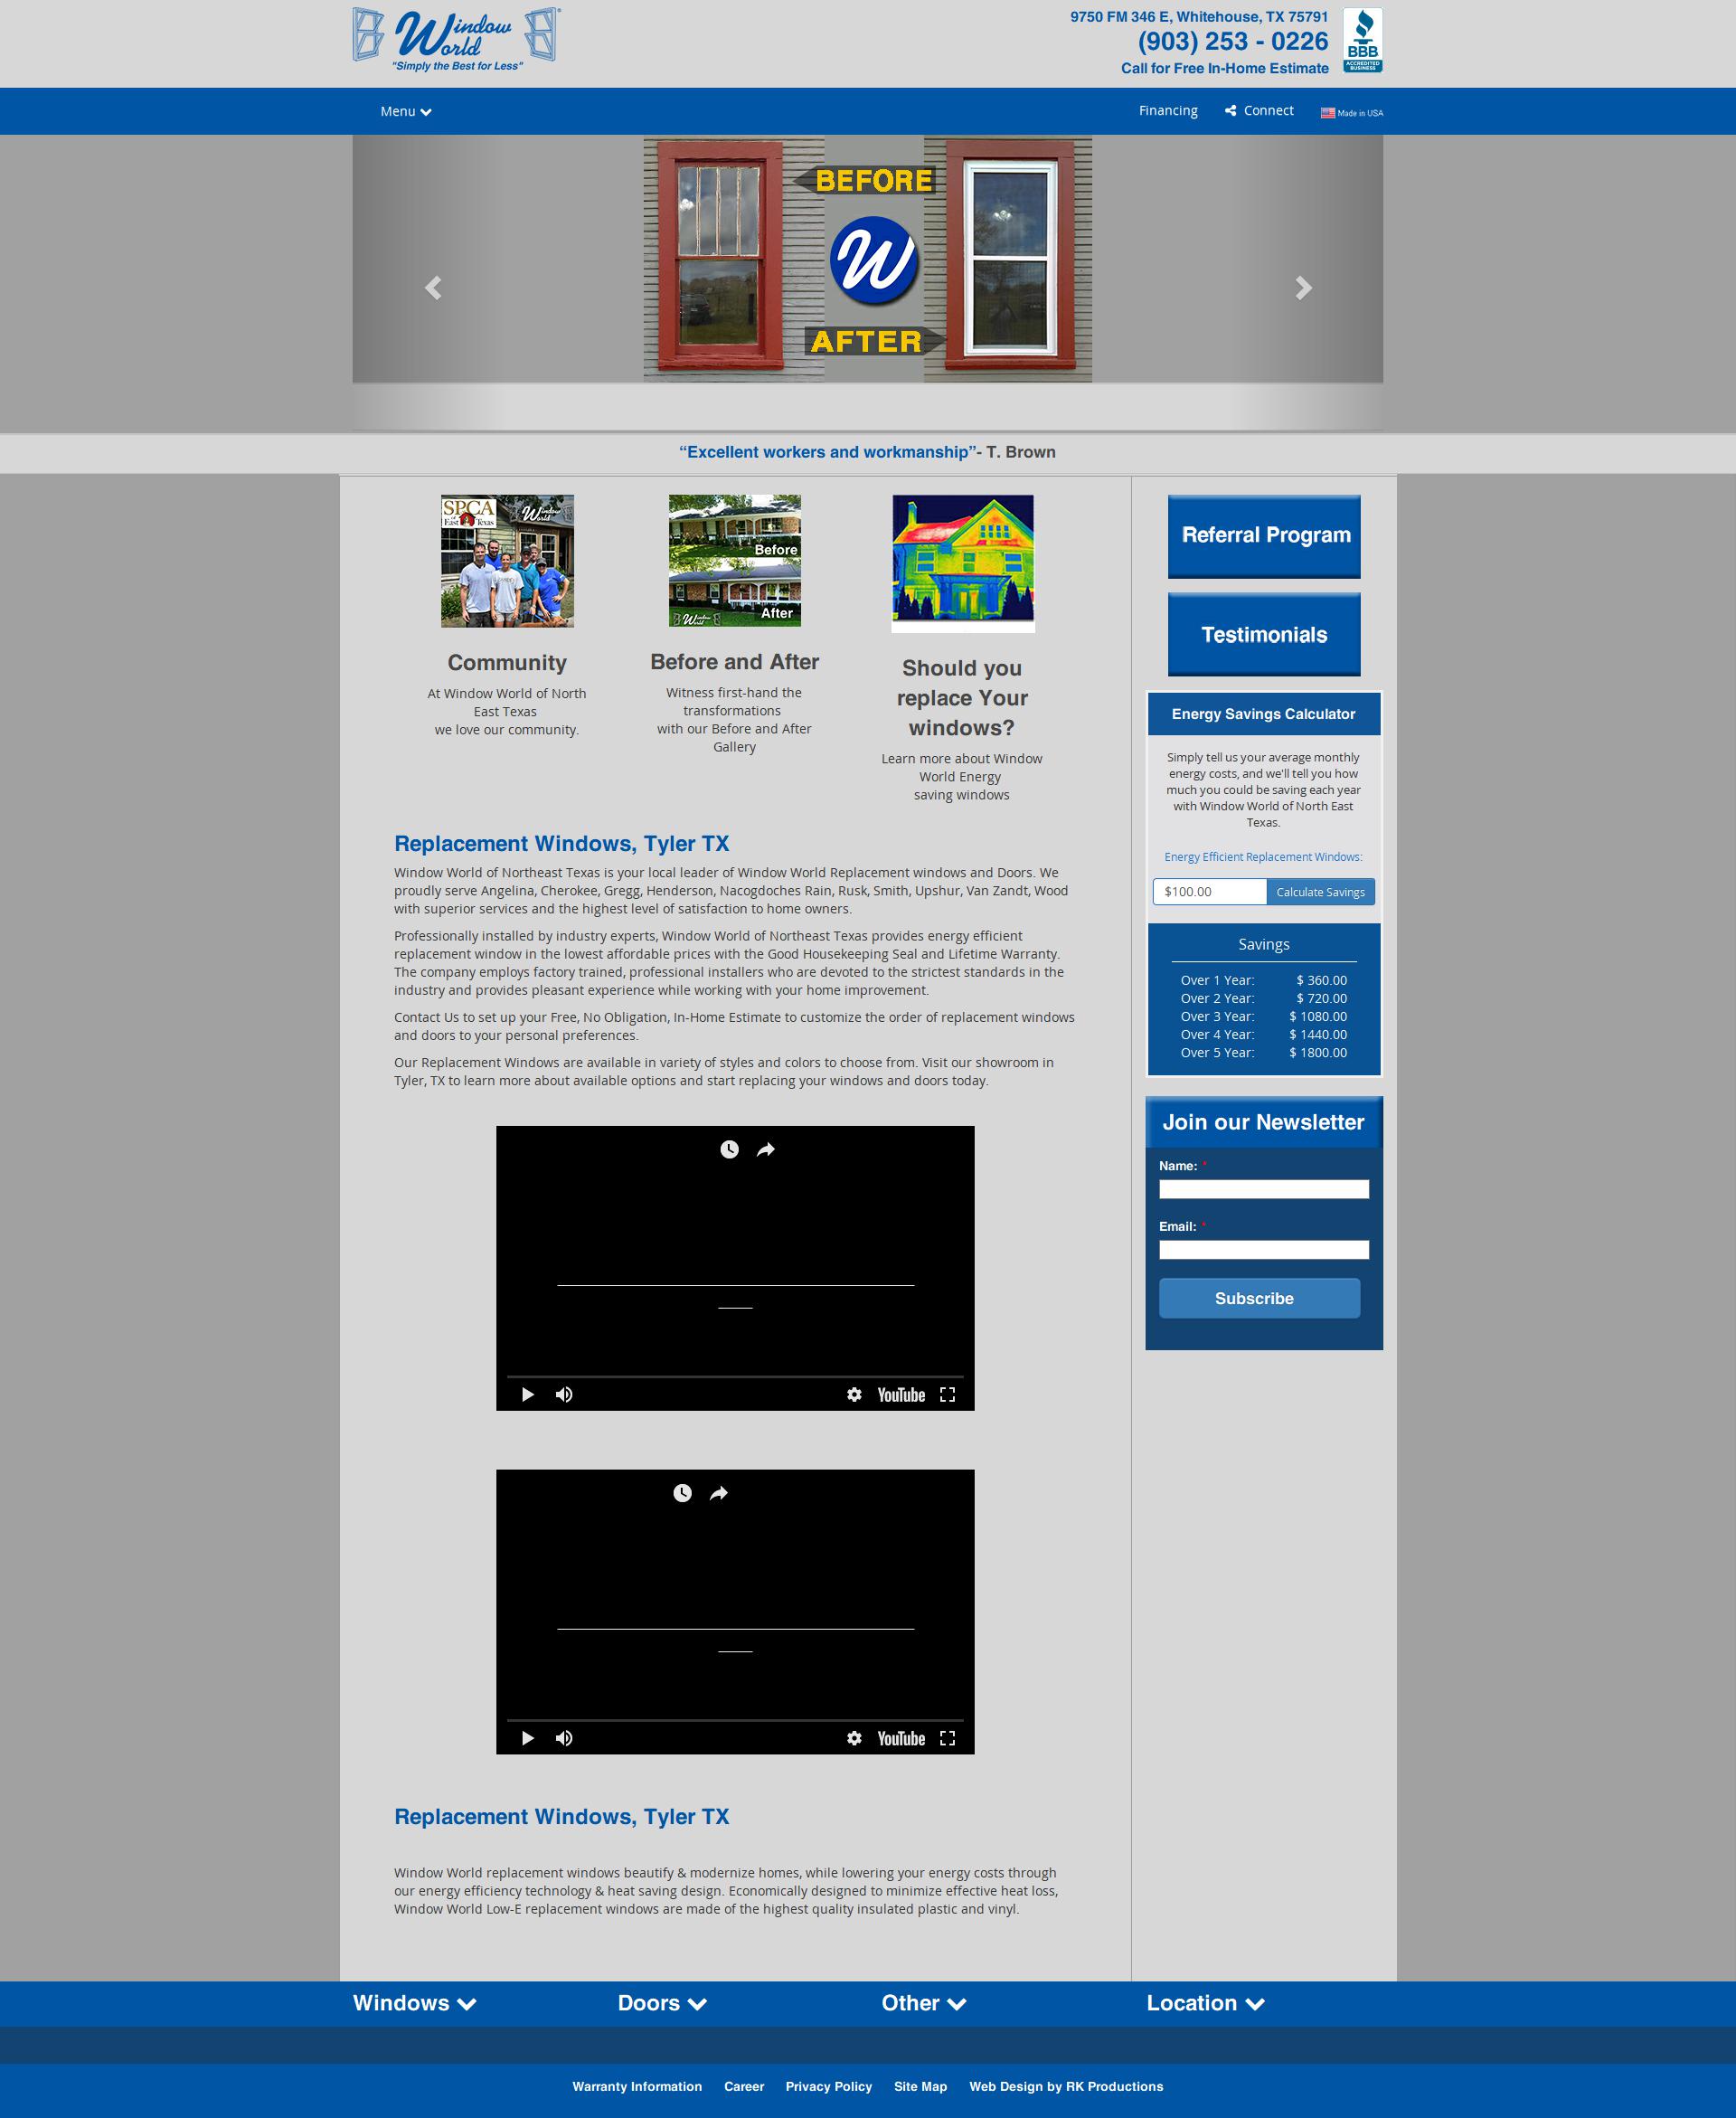 Window
World
"Simply the Best for Less"
9750 FM 346 E, Whitehouse, TX 75791
(903) 253 - 0226
Call for Free In-Home Estimate
BBB
ACCREDITED
BUSINESS
Menu
Financing
Connect
Made in USA
BEFORE
W
AFTER
“Excellent workers and workmanship”- T. Brown
SPCA
East Texas
Window
World
Before
After
Window
World
Community
At Window World of North
East Texas
we love our community.
Before and After
Witness first-hand the
transformations
with our Before and After
Gallery
Should you
replace Your
windows?
Learn more about Window
World Energy
saving windows
Replacement Windows, Tyler TX
Window World of Northeast Texas is your local leader of Window World Replacement windows and Doors. We
proudly serve Angelina, Cherokee, Gregg, Henderson, Nacogdoches Rain, Rusk, Smith, Upshur, Van Zandt, Wood
with superior services and the highest level of satisfaction to home owners.
Professionally installed by industry experts, Window World of Northeast Texas provides energy efficient
replacement window in the lowest affordable prices with the Good Housekeeping Seal and Lifetime Warranty.
The company employs factory trained, professional installers who are devoted to the strictest standards in the
industry and provides pleasant experience while working with your home improvement.
Contact Us to set up your Free, No Obligation, In-Home Estimate to customize the order of replacement windows
and doors to your personal preferences.
Our Replacement Windows are available in variety of styles and colors to choose from. Visit our showroom in
Tyler, TX to learn more about available options and start replacing your windows and doors today.
YouTube
YouTube
Replacement Windows, Tyler TX
Window World replacement windows beautify & modernize homes, while lowering your energy costs through
our energy efficiency technology & heat saving design. Economically designed to minimize effective heat loss,
Window World Low-E replacement windows are made of the highest quality insulated plastic and vinyl.
Referral Program
Testimonials
Energy Savings Calculator
Simply tell us your average monthly
energy costs, and we'll tell you how
much you could be saving each year
with Window World of North East
Texas.
Energy Efficient Replacement Windows:
$100.00
Calculate Savings
Savings
Over 1 Year: $ 360.00
Over 2 Year: $ 720.00
Over 3 Year: $ 1080.00
Over 4 Year: $ 1440.00
Over 5 Year: $ 1800.00
Join our Newsletter
Name: *
Email: *
Subscribe
Windows
Doors
Other
Location
Warranty Information Career Privacy Policy Site Map Web Design by RK Productions